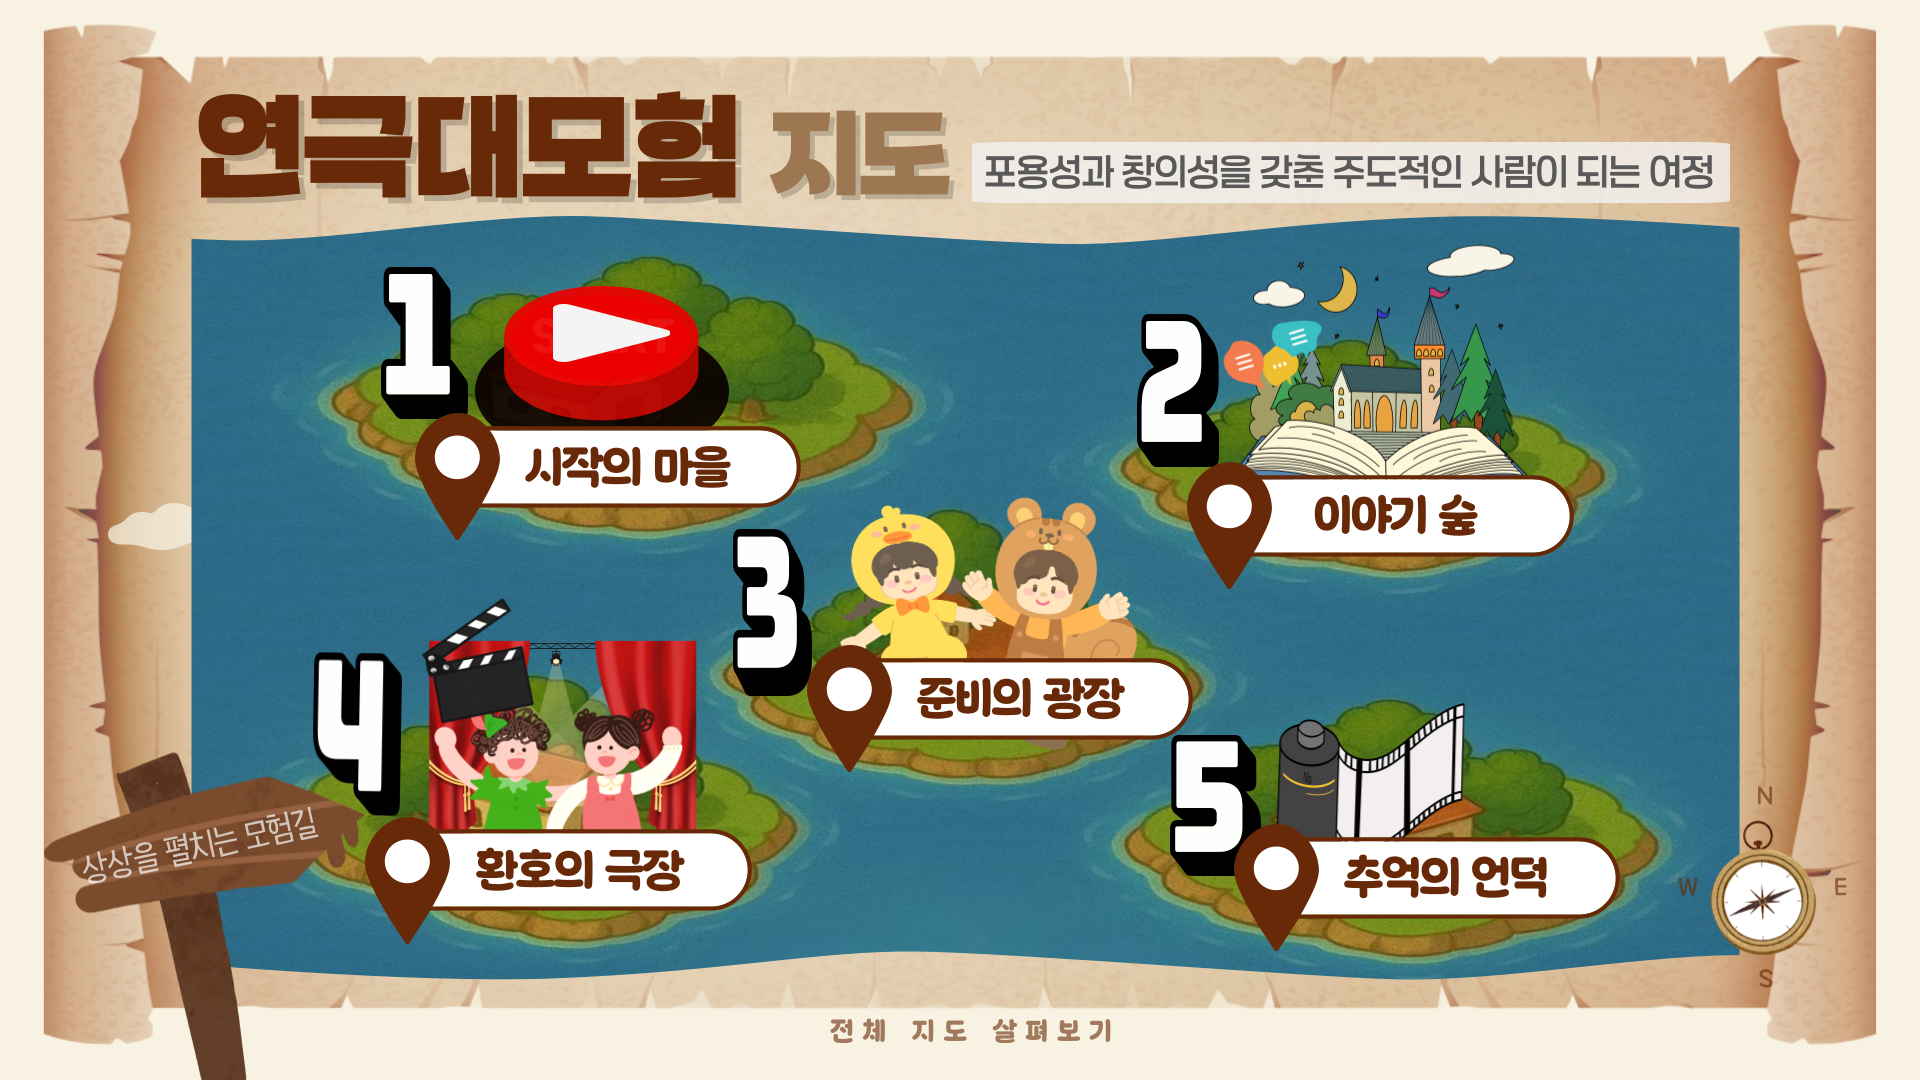 연극대모험 지도
포용성과 창의성을 갖춘 주도적인 사람이 되는 여정
1
시작의 마을
2
이야기 숲
3
준비의 광장
4
환호의 극장
5
추억의 언덕
상상을 펼치는 모험길
N
W
E
S
전체 지도 살펴보기